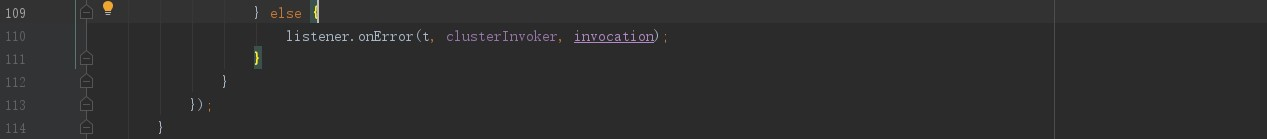 109 } else {
110 listener.onError(t, clusterInvoker, invocation);
111 }
112 }
113 });
114 }